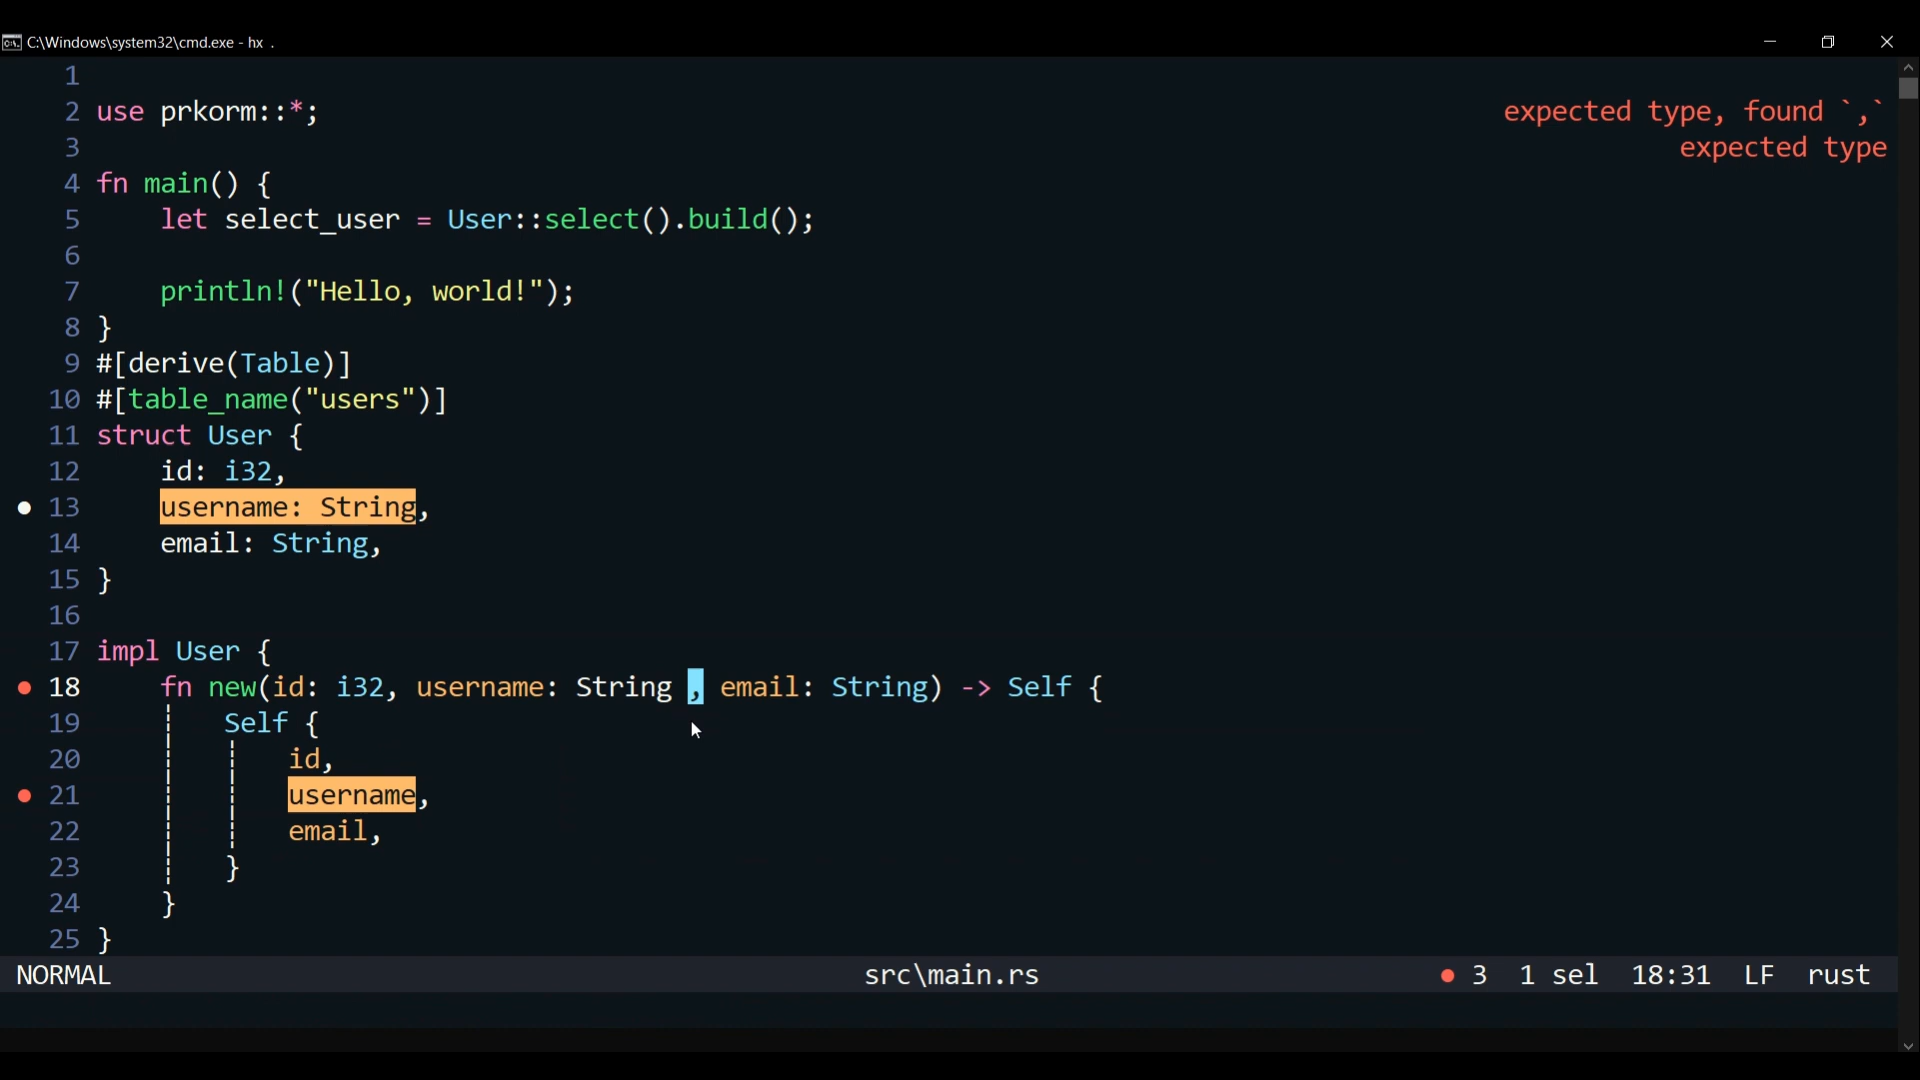 C:\Windows\system32\cmd.exe - hx .
1
2 use prkorm::*;
expected type, found `,`
3
expected type
4 fn main() {
5     let select_user = User::select().build();
6
7     println!("Hello, world!");
8 }
9 #[derive(Table)]
10 #[table_name("users")]
11 struct User {
12     id: i32,
● 13     username: String,
14     email: String,
15 }
16
17 impl User {
● 18     fn new(id: i32, username: String , email: String) -> Self {
19         Self {
20             id,
● 21             username,
22             email,
23         }
24     }
25 }
NORMAL src\main.rs ● 3 1 sel 18:31 LF rust